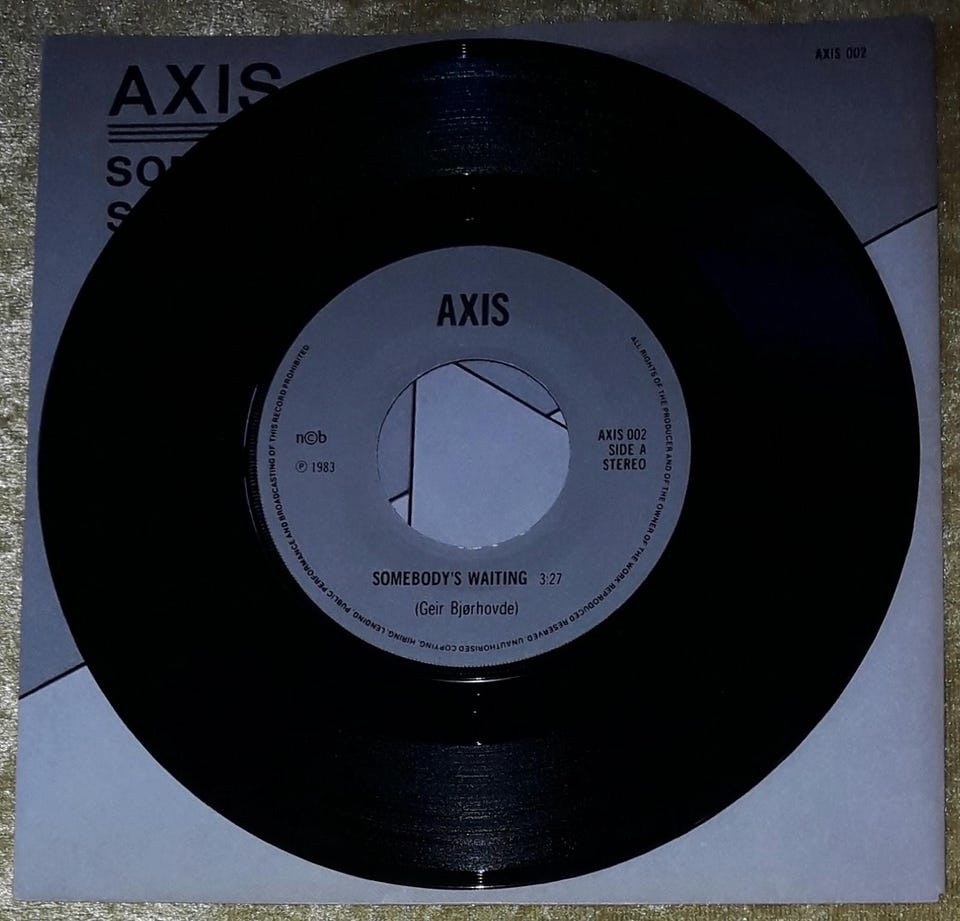 AXIS
AXIS 002
SO
S
AXIS
n©b
℗ 1983
AXIS 002
SIDE A
STEREO
SOMEBODY'S WAITING 3:27
(Geir Bjørhovde)
ALL RIGHTS OF THE PRODUCER AND OF THE OWNER OF THE WORK REPRODUCED RESERVED. UNAUTHORISED COPYING, HIRING, LENDING, PUBLIC PERFORMANCE AND BROADCASTING OF THIS RECORD PROHIBITED